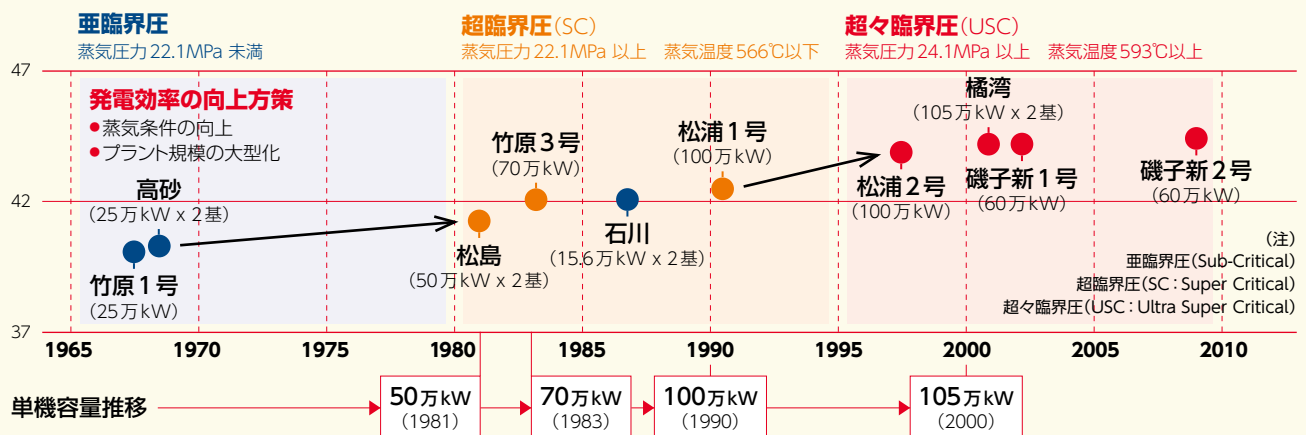 亜臨界圧
蒸気圧力22.1MPa 未満
超臨界圧(SC)
蒸気圧力22.1MPa 以上 蒸気温度566℃以下
超々臨界圧(USC)
蒸気圧力24.1MPa 以上 蒸気温度593℃以上
47
42
37
発電効率の向上方策
●蒸気条件の向上
●プラント規模の大型化
高砂
(25万kW x 2基)
竹原1号
(25万kW)
松島
(50万kW x 2基)
竹原3号
(70万kW)
石川
(15.6万kW x 2基)
松浦1号
(100万kW)
松浦2号
(100万kW)
橘湾
(105万kW x 2基)
磯子新1号
(60万kW)
磯子新2号
(60万kW)
(注)
亜臨界圧(Sub-Critical)
超臨界圧(SC:Super Critical)
超々臨界圧(USC:Ultra Super Critical)
1965 1970 1975 1980 1985 1990 1995 2000 2005 2010
単機容量推移
50万kW
(1981)
70万kW
(1983)
100万kW
(1990)
105万kW
(2000)